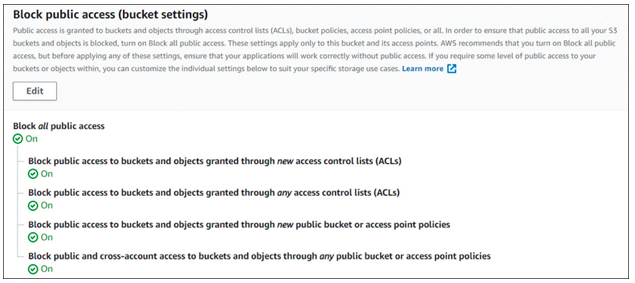 Block public access (bucket settings)
Public access is granted to buckets and objects through access control lists (ACLs), bucket policies, access point policies, or all. In order to ensure that public access to all your S3
buckets and objects is blocked, turn on Block all public access. These settings apply only to this bucket and its access points. AWS recommends that you turn on Block all public
access, but before applying any of these settings, ensure that your applications will work correctly without public access. If you require some level of public access to your
buckets or objects within, you can customize the individual settings below to suit your specific storage use cases. Learn more
Edit
Block all public access
On
Block public access to buckets and objects granted through new access control lists (ACLs)
On
Block public access to buckets and objects granted through any access control lists (ACLs)
On
Block public access to buckets and objects granted through new public bucket or access point policies
On
Block public and cross-account access to buckets and objects through any public bucket or access point policies
On